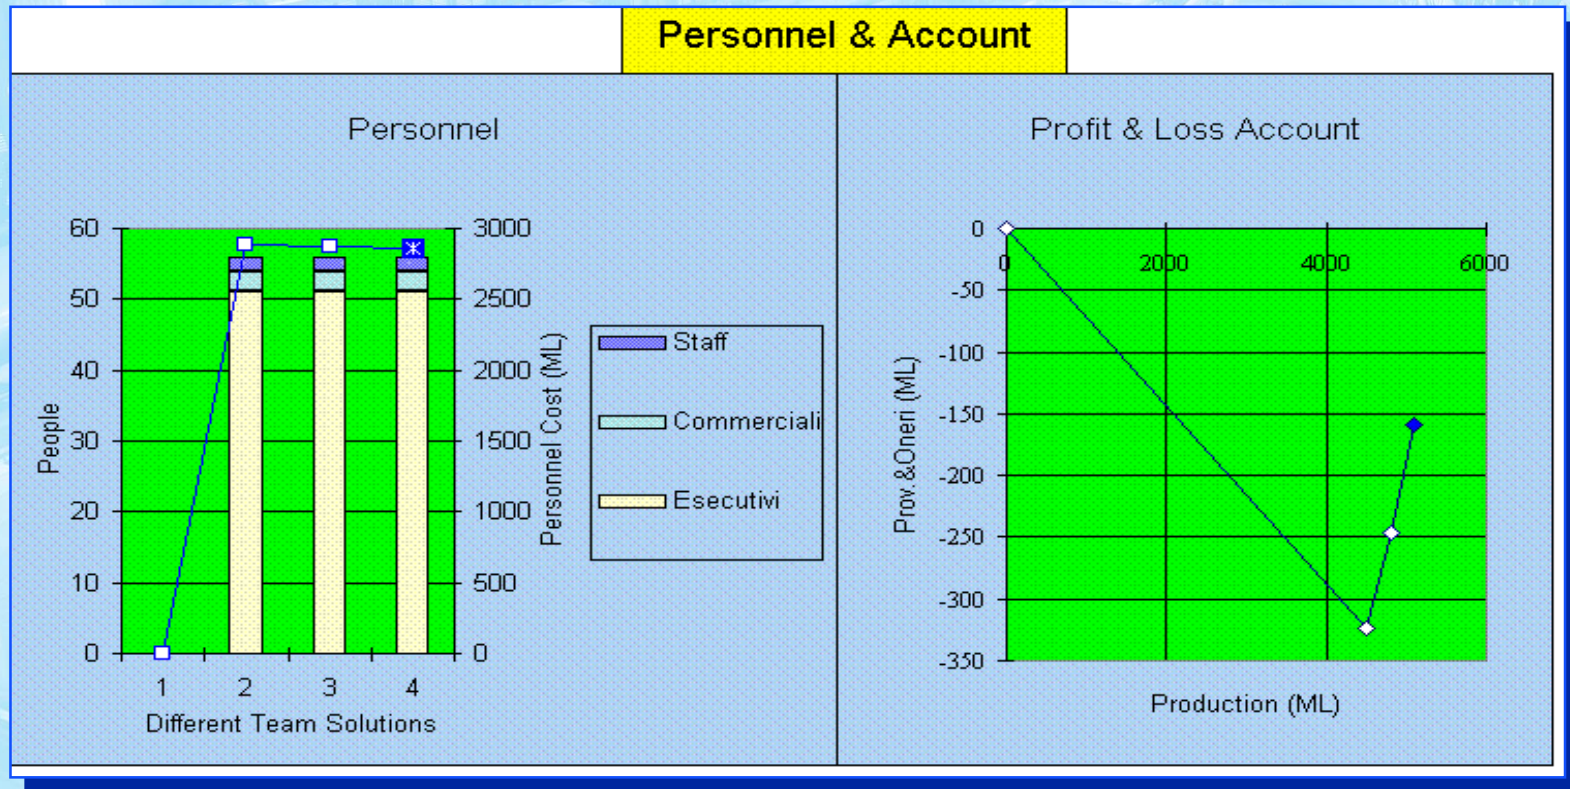 Personnel & Account
Personnel
60
50
40
30
20
10
0
People
3000
2500
2000
1500
1000
500
0
Personnel Cost (ML)
1 2 3 4
Different Team Solutions
Staff
Commerciali
Esecutivi
Profit & Loss Account
0
-50
-100
-150
-200
-250
-300
-350
Prov.&Oneri (ML)
0 2000 4000 6000
Production (ML)